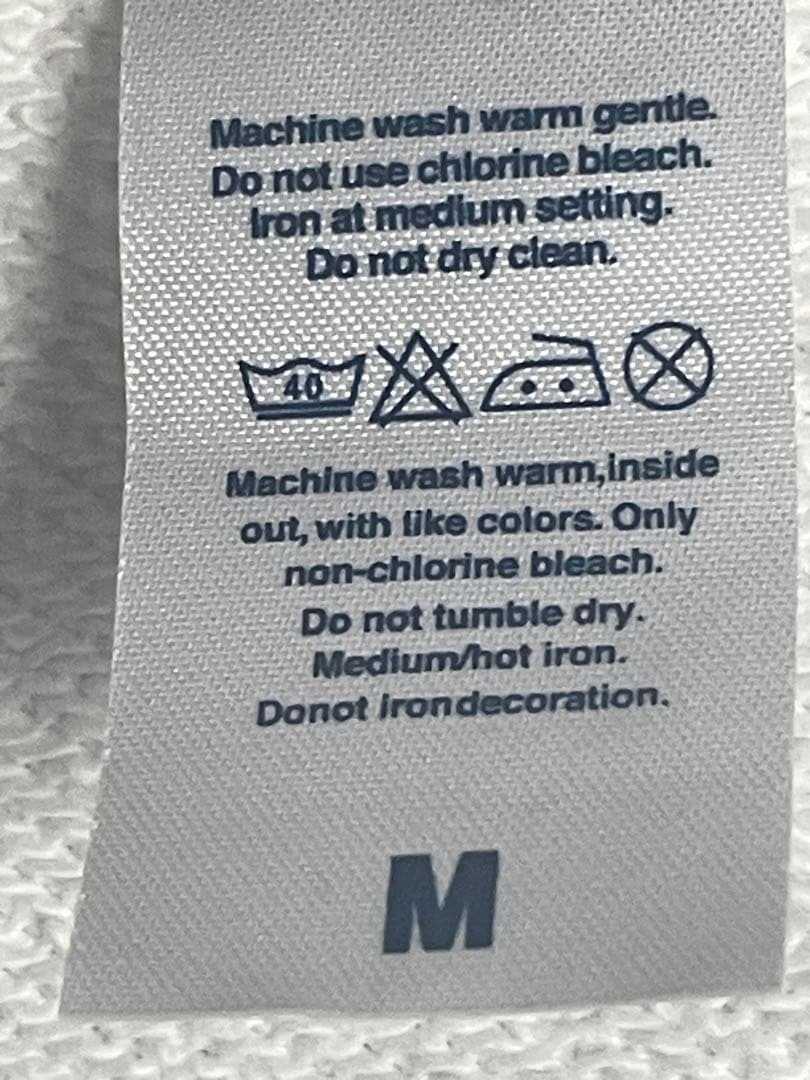 Machine wash warm gentle.
Do not use chlorine bleach.
Iron at medium setting.
Do not dry clean.
40
Machine wash warm,inside
out, with like colors. Only
non-chlorine bleach.
Do not tumble dry.
Medium/hot iron.
Donot irondecoration.
M